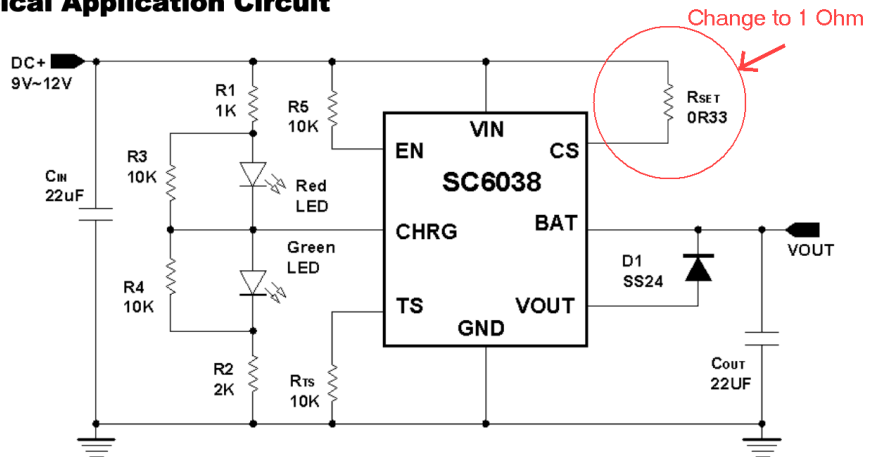 ical Application Circuit
Change to 1 Ohm
DC+
9V~12V
R1
1K
R5
10K
RSET
0R33
VIN
EN
CS
R3
10K
CIN
22uF
SC6038
Red
LED
CHRG
BAT
Green
LED
VOUT
D1
SS24
R4
10K
TS
VOUT
GND
R2
2K
RTS
10K
COUT
22UF